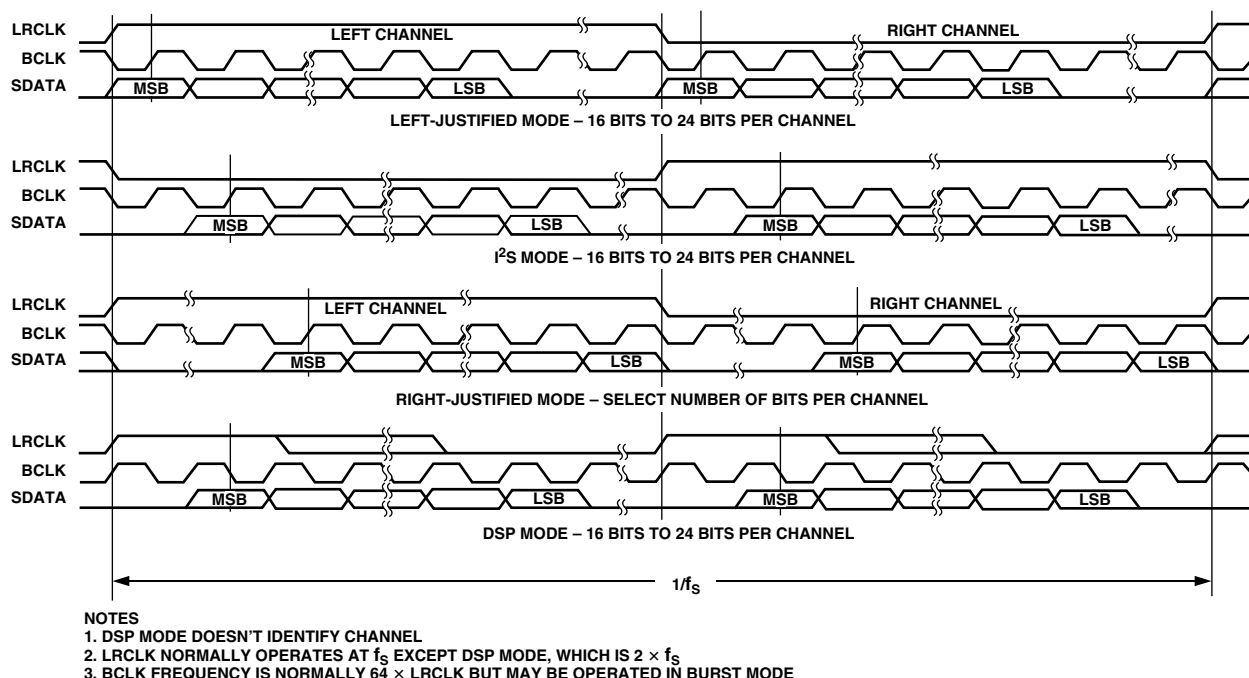 LRCLK
LEFT CHANNEL
RIGHT CHANNEL
BCLK
SDATA
MSB
LSB
MSB
LSB
LEFT-JUSTIFIED MODE – 16 BITS TO 24 BITS PER CHANNEL
LRCLK
BCLK
SDATA
MSB
LSB
MSB
LSB
I²S MODE – 16 BITS TO 24 BITS PER CHANNEL
LRCLK
LEFT CHANNEL
RIGHT CHANNEL
BCLK
SDATA
MSB
LSB
MSB
LSB
RIGHT-JUSTIFIED MODE – SELECT NUMBER OF BITS PER CHANNEL
LRCLK
BCLK
SDATA
MSB
LSB
MSB
LSB
DSP MODE – 16 BITS TO 24 BITS PER CHANNEL
1/fS
NOTES
1. DSP MODE DOESN'T IDENTIFY CHANNEL
2. LRCLK NORMALLY OPERATES AT fS EXCEPT DSP MODE, WHICH IS 2 × fS
3. BCLK FREQUENCY IS NORMALLY 64 × LRCLK BUT MAY BE OPERATED IN BURST MODE